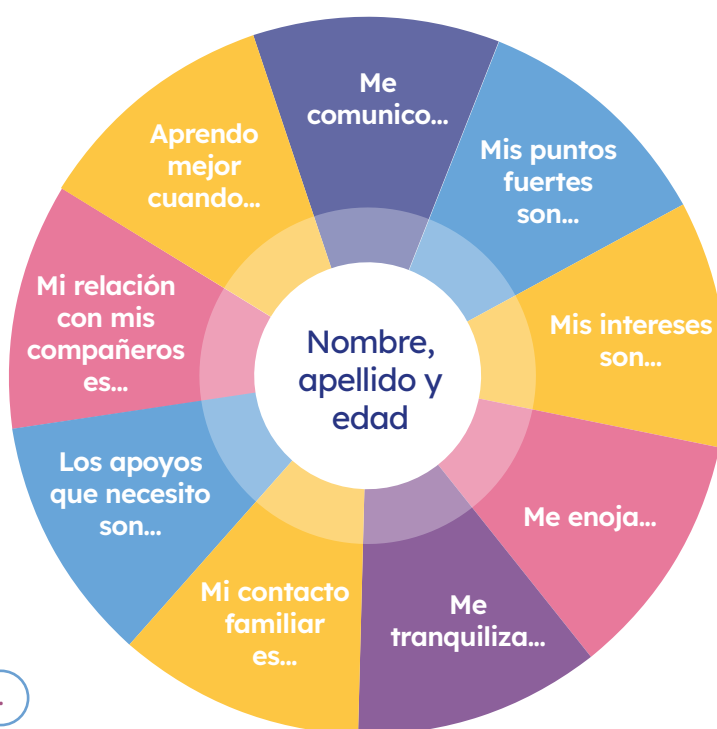 Me
comunico...
Mis puntos
fuertes
son...
Mis intereses
son...
Me enoja...
Me
tranquiliza...
Mi contacto
familiar
es...
Los apoyos
que necesito
son...
Mi relación
con mis
compañeros
es...
Aprendo
mejor
cuando...
Nombre,
apellido y
edad